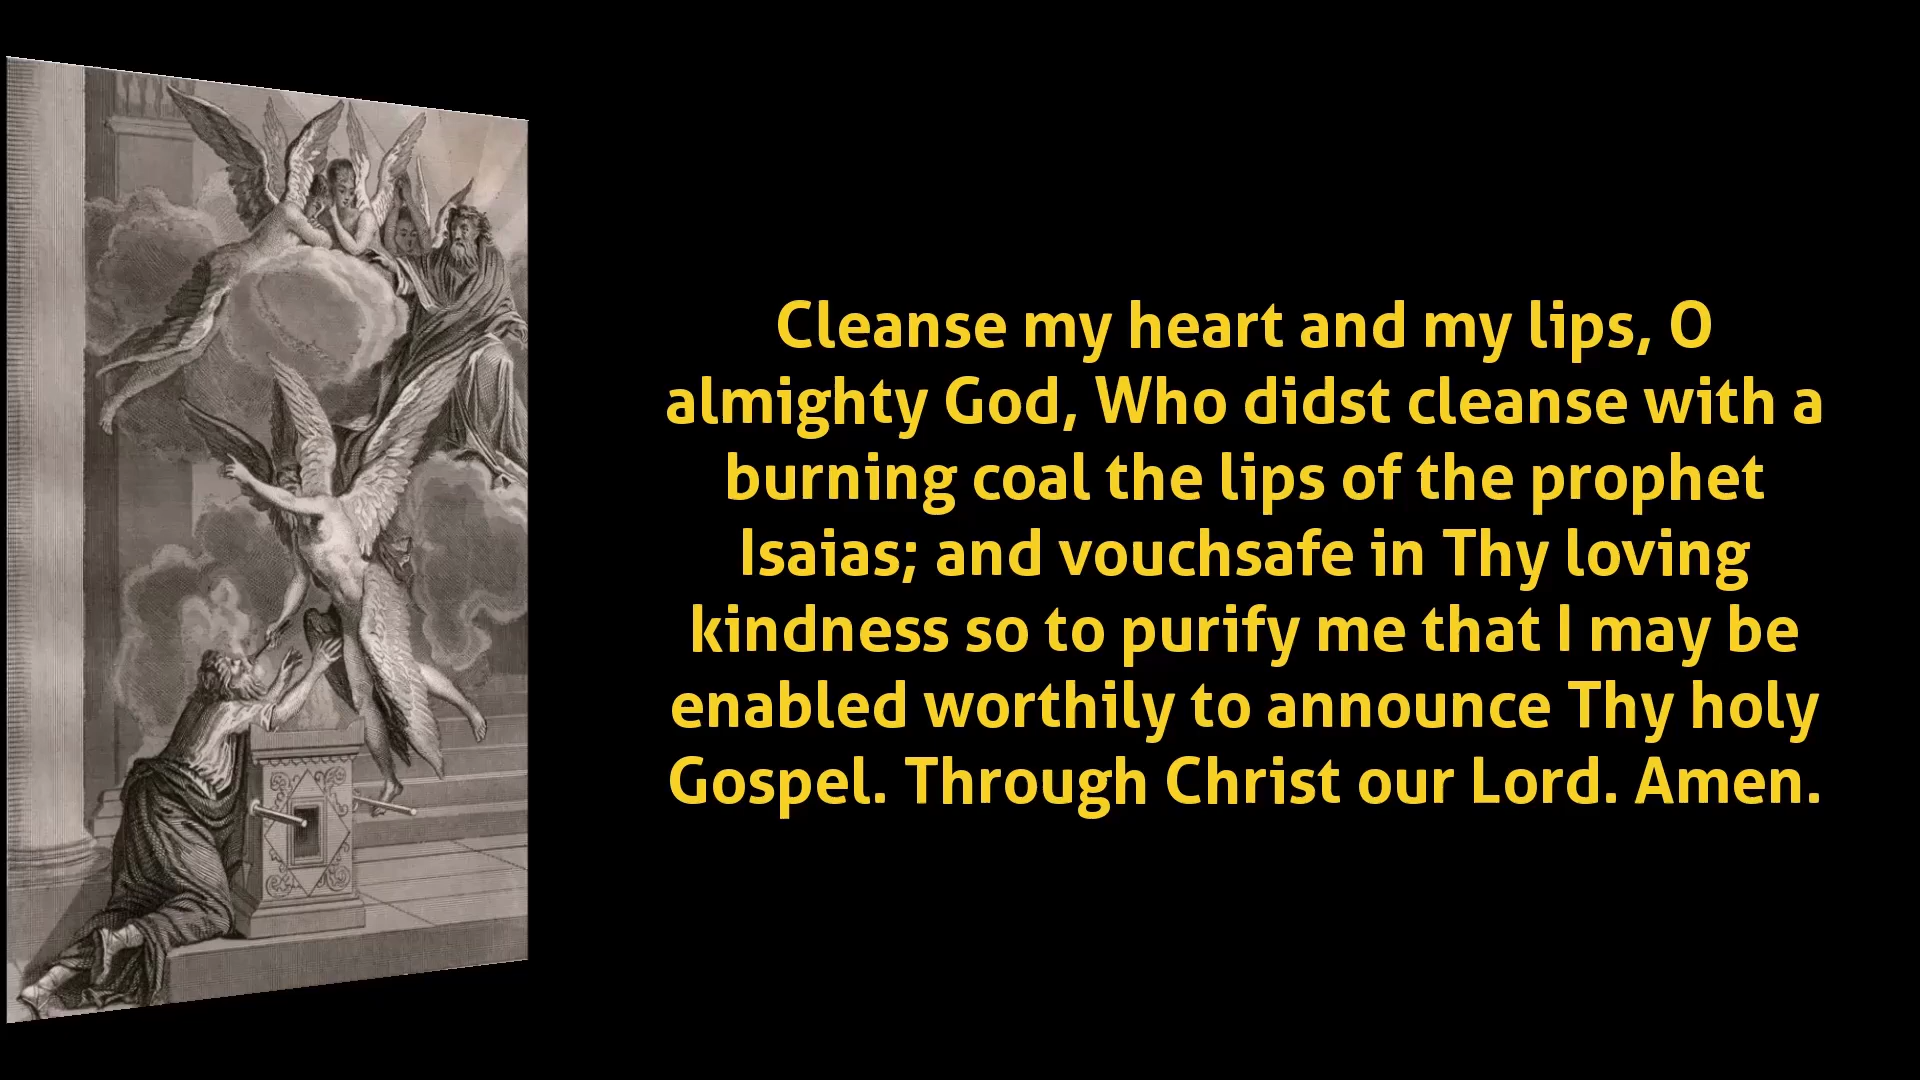 Cleanse my heart and my lips, O
almighty God, Who didst cleanse with a
burning coal the lips of the prophet
Isaias; and vouchsafe in Thy loving
kindness so to purify me that I may be
enabled worthily to announce Thy holy
Gospel. Through Christ our Lord. Amen.